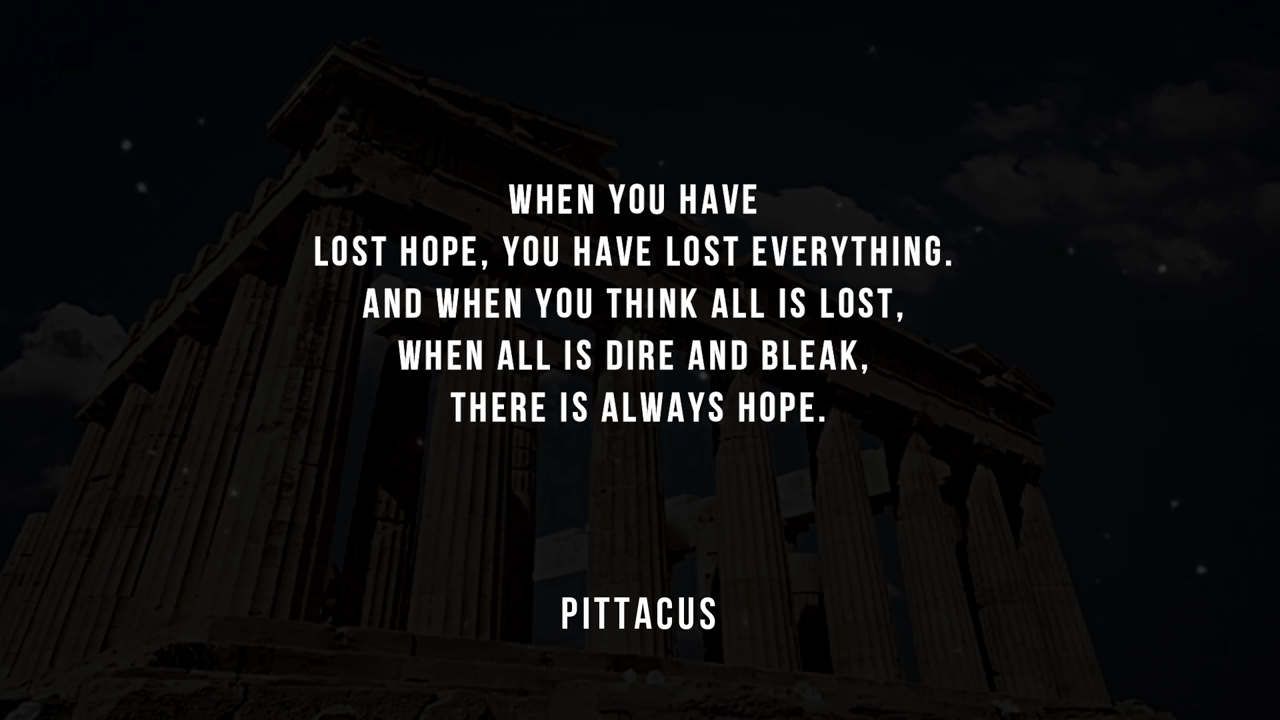 WHEN YOU HAVE
LOST HOPE, YOU HAVE LOST EVERYTHING.
AND WHEN YOU THINK ALL IS LOST,
WHEN ALL IS DIRE AND BLEAK,
THERE IS ALWAYS HOPE.
PITTACUS